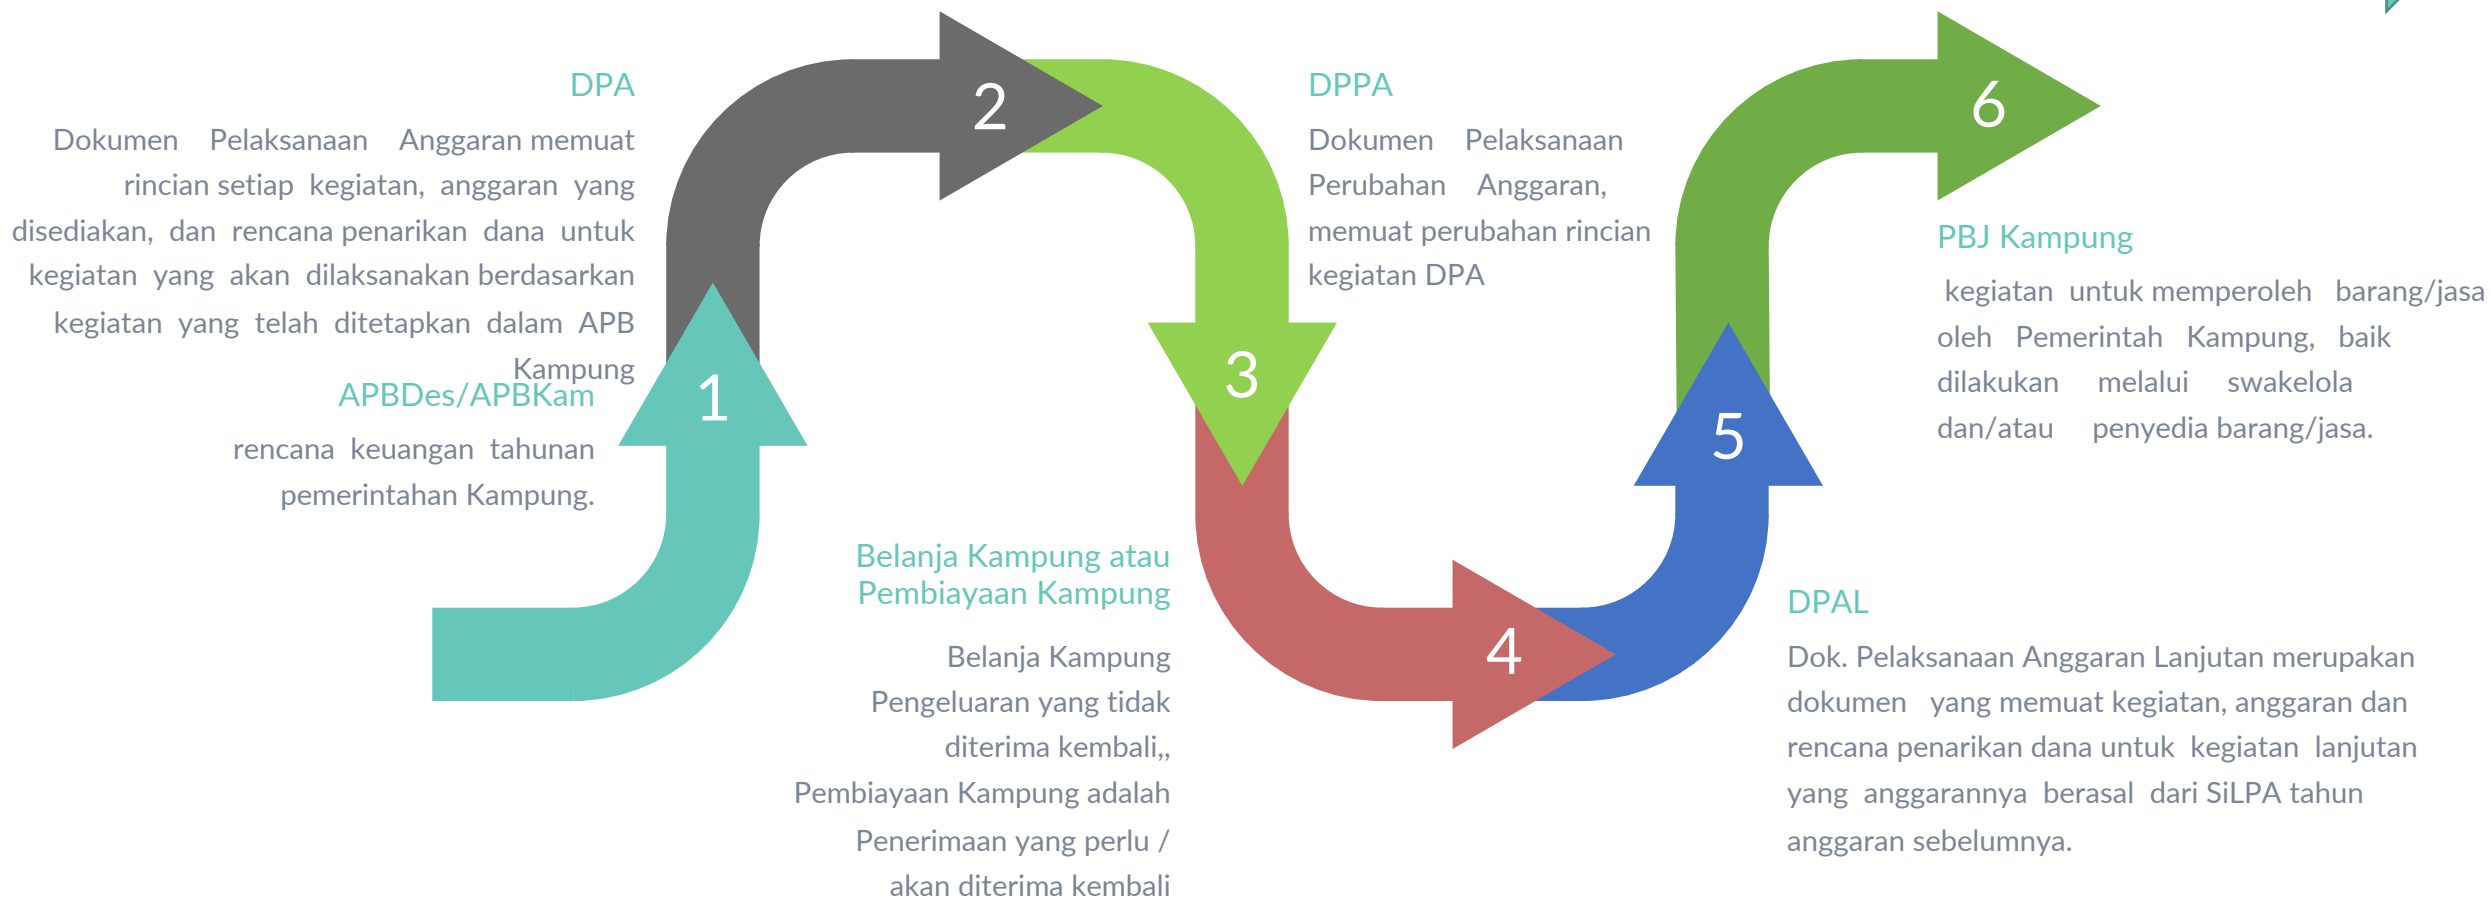 DPA
Dokumen Pelaksanaan Anggaran memuat
rincian setiap kegiatan, anggaran yang
disediakan, dan rencana penarikan dana untuk
kegiatan yang akan dilaksanakan berdasarkan
kegiatan yang telah ditetapkan dalam APB
Kampung
APBDes/APBKam
rencana keuangan tahunan
pemerintahan Kampung.
1
2
3
DPPA
Dokumen Pelaksanaan
Perubahan Anggaran,
memuat perubahan rincian
kegiatan DPA
Belanja Kampung atau
Pembiayaan Kampung
Belanja Kampung
Pengeluaran yang tidak
diterima kembali,,
Pembiayaan Kampung adalah
Penerimaan yang perlu /
akan diterima kembali
4
5
DPAL
Dok. Pelaksanaan Anggaran Lanjutan merupakan
dokumen yang memuat kegiatan, anggaran dan
rencana penarikan dana untuk kegiatan lanjutan
yang anggarannya berasal dari SiLPA tahun
anggaran sebelumnya.
6
PBJ Kampung
kegiatan untuk memperoleh barang/jasa
oleh Pemerintah Kampung, baik
dilakukan melalui swakelola
dan/atau penyedia barang/jasa.